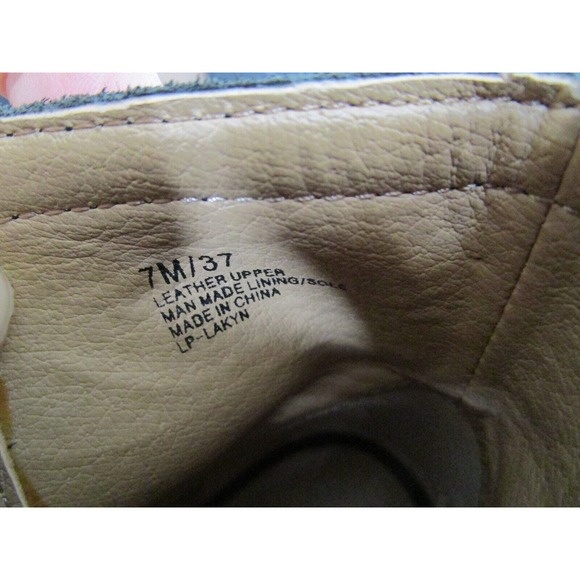 7M/37
LEATHER UPPER
MAN MADE LINING/SOLE
MADE IN CHINA
LP-LAKYN